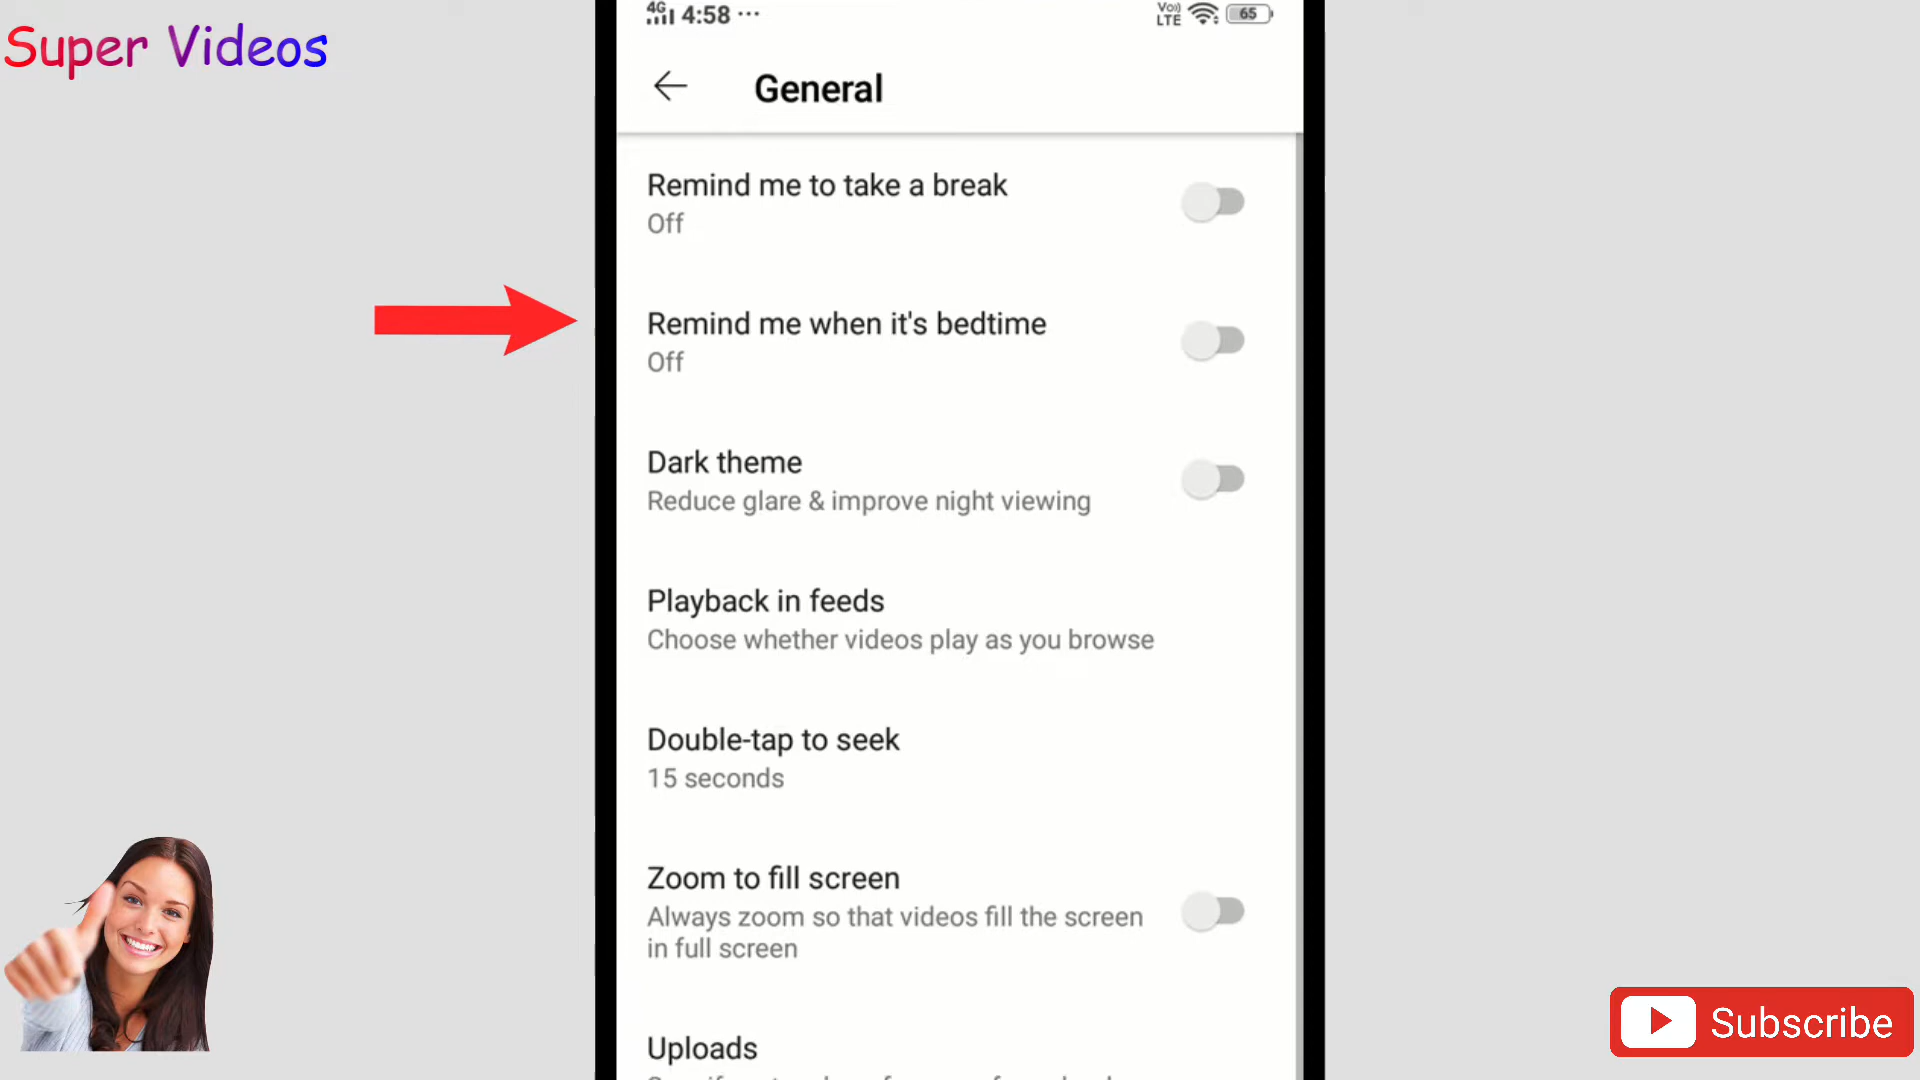 Super Videos
4G 4:58 ...
Vo)) LTE 65
General
Remind me to take a break
Off
Remind me when it's bedtime
Off
Dark theme
Reduce glare & improve night viewing
Playback in feeds
Choose whether videos play as you browse
Double-tap to seek
15 seconds
Zoom to fill screen
Always zoom so that videos fill the screen
in full screen
Uploads
Subscribe